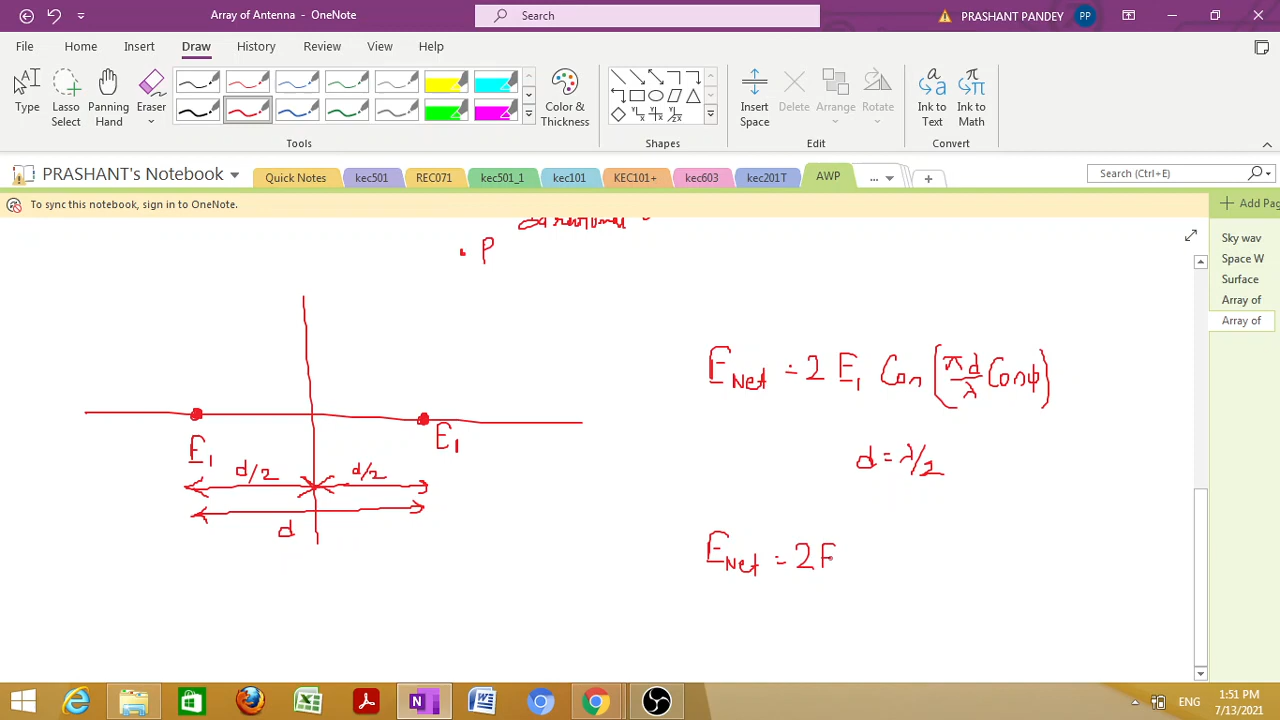 Array of Antenna - OneNote
Search
PRASHANT PANDEY
PP
File Home Insert Draw History Review View Help
Type
Lasso Select
Panning Hand
Eraser
Color & Thickness
Insert Space
Delete
Arrange
Rotate
Ink to Text
Ink to Math
Tools
Shapes
Edit
Convert
PRASHANT's Notebook
Quick Notes
kec501
REC071
kec501_1
kec101
KEC101+
kec603
kec201T
AWP
...
Search (Ctrl+E)
To sync this notebook, sign in to OneNote.
Add Pag
Sky wav
Space W
Surface
Array of
Array of
. P
E1
E1
d/2
d/2
d
ENet = 2 E1 Cos (πd/λ Cosφ)
d = λ/2
ENet = 2E
ENG
1:51 PM
7/13/2021